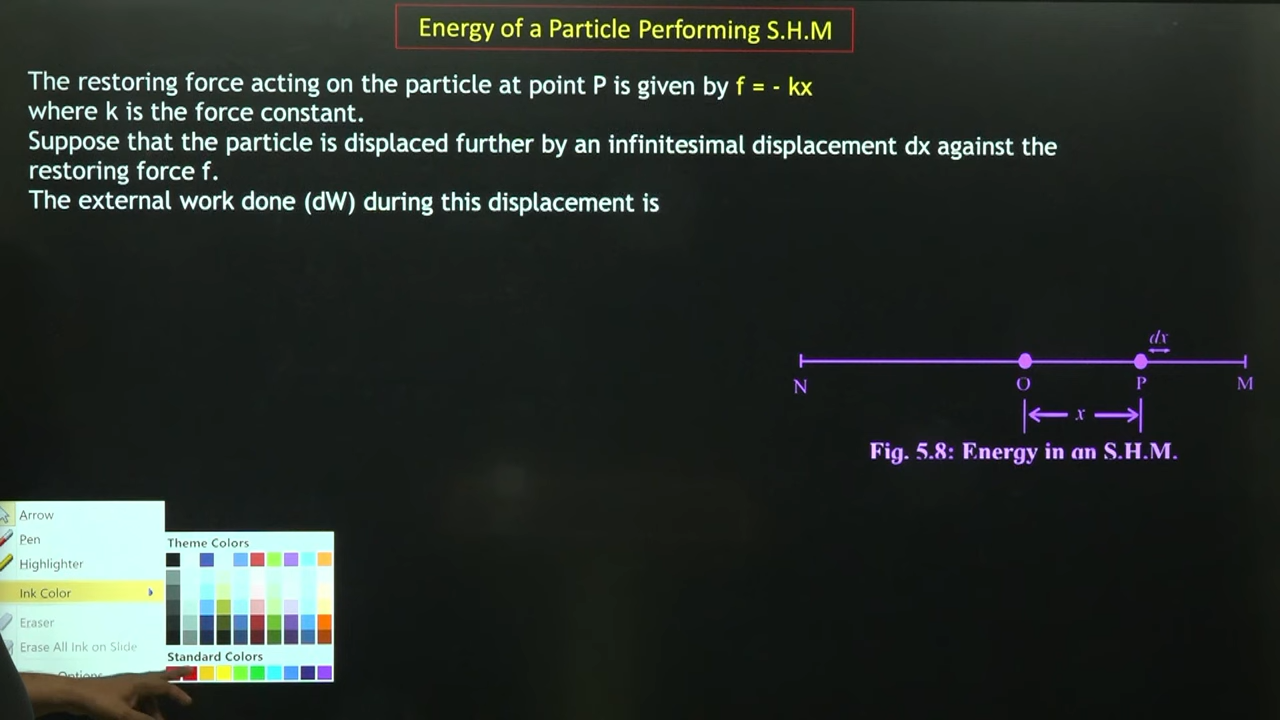 Energy of a Particle Performing S.H.M
The restoring force acting on the particle at point P is given by f = - kx
where k is the force constant.
Suppose that the particle is displaced further by an infinitesimal displacement dx against the
restoring force f.
The external work done (dW) during this displacement is
dx
N O P M
x
Fig. 5.8: Energy in an S.H.M.
Arrow
Pen
Highlighter
Ink Color
Eraser
Erase All Ink on Slide
Options
Theme Colors
Standard Colors